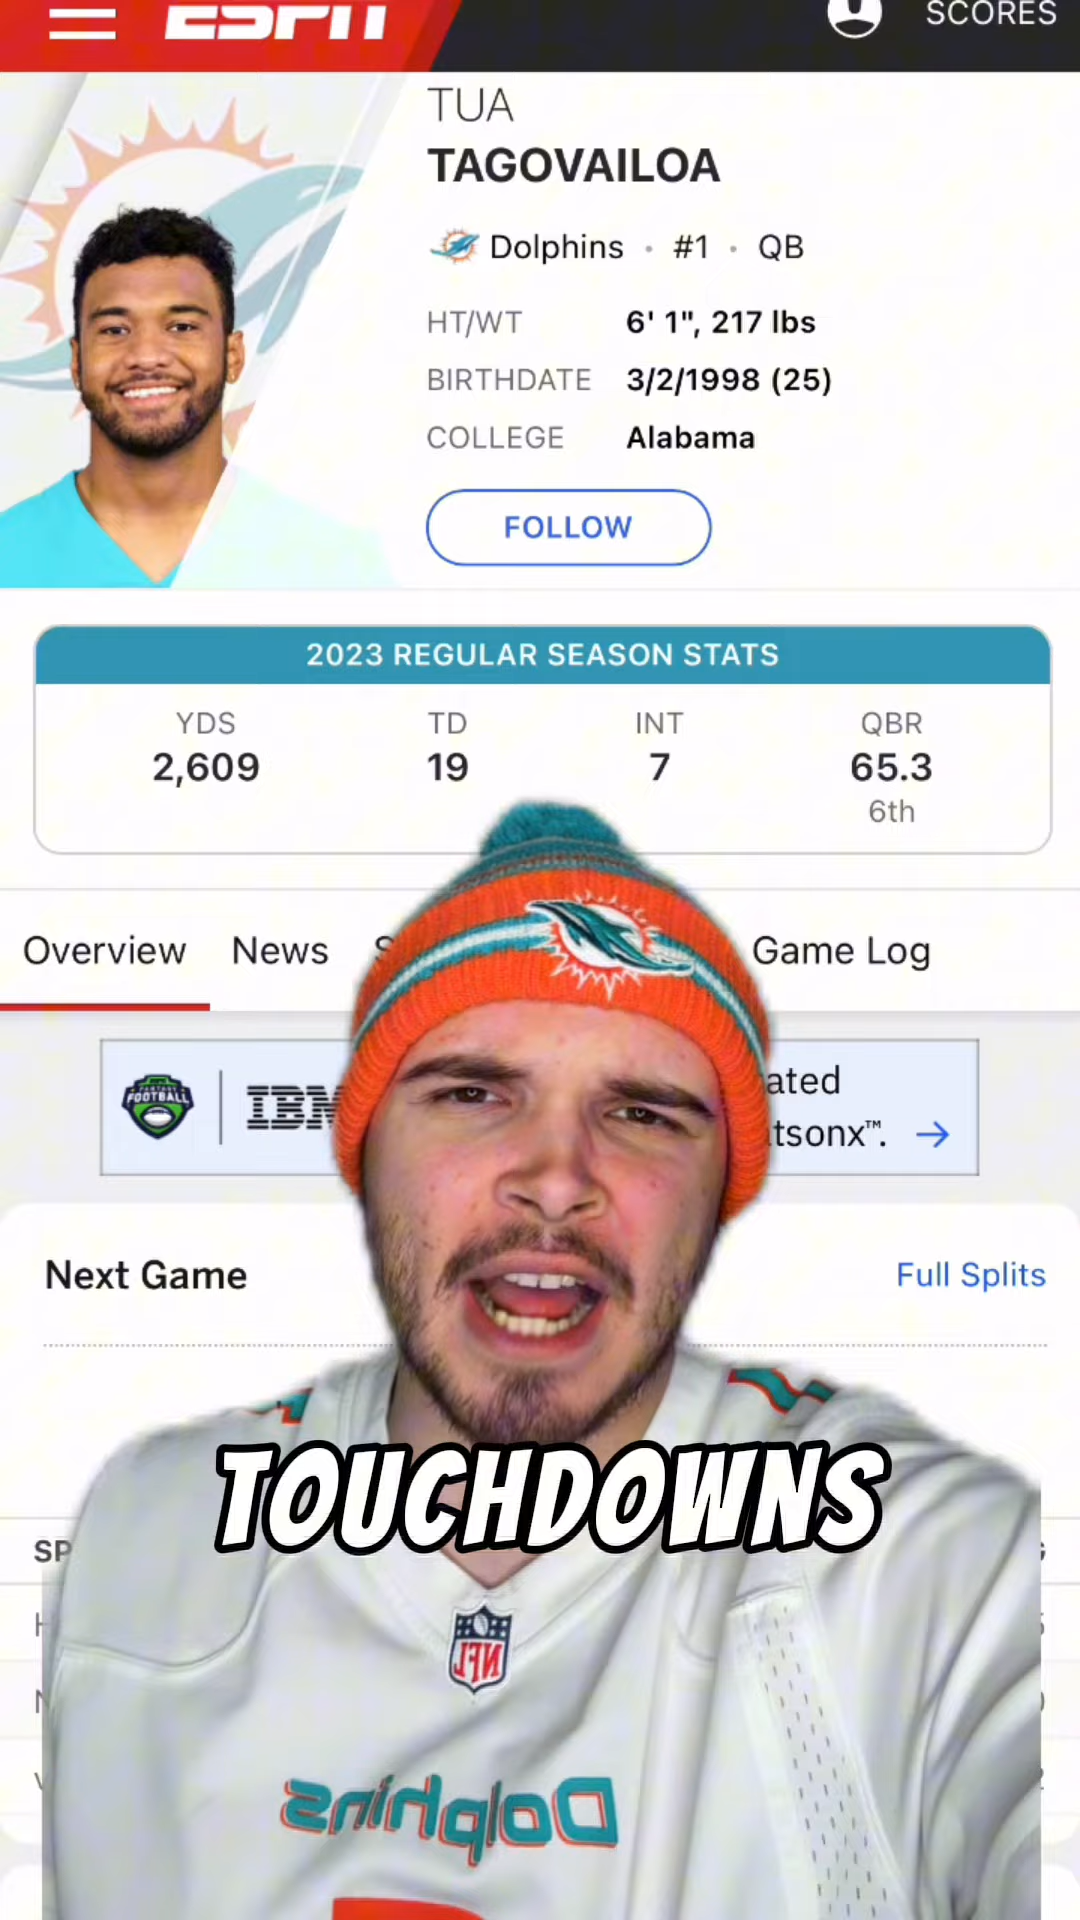 ESPN
SCORES
TUA
TAGOVAILOA
Dolphins • #1 • QB
HT/WT 6' 1", 217 lbs
BIRTHDATE 3/2/1998 (25)
COLLEGE Alabama
FOLLOW
2023 REGULAR SEASON STATS
YDS TD INT QBR
2,609 19 7 65.3
6th
Overview News S Game Log
FANTASY
FOOTBALL
IBM
ated
tsonx™. →
Next Game Full Splits
TOUCHDOWNS
SP
NFL
Dolphins